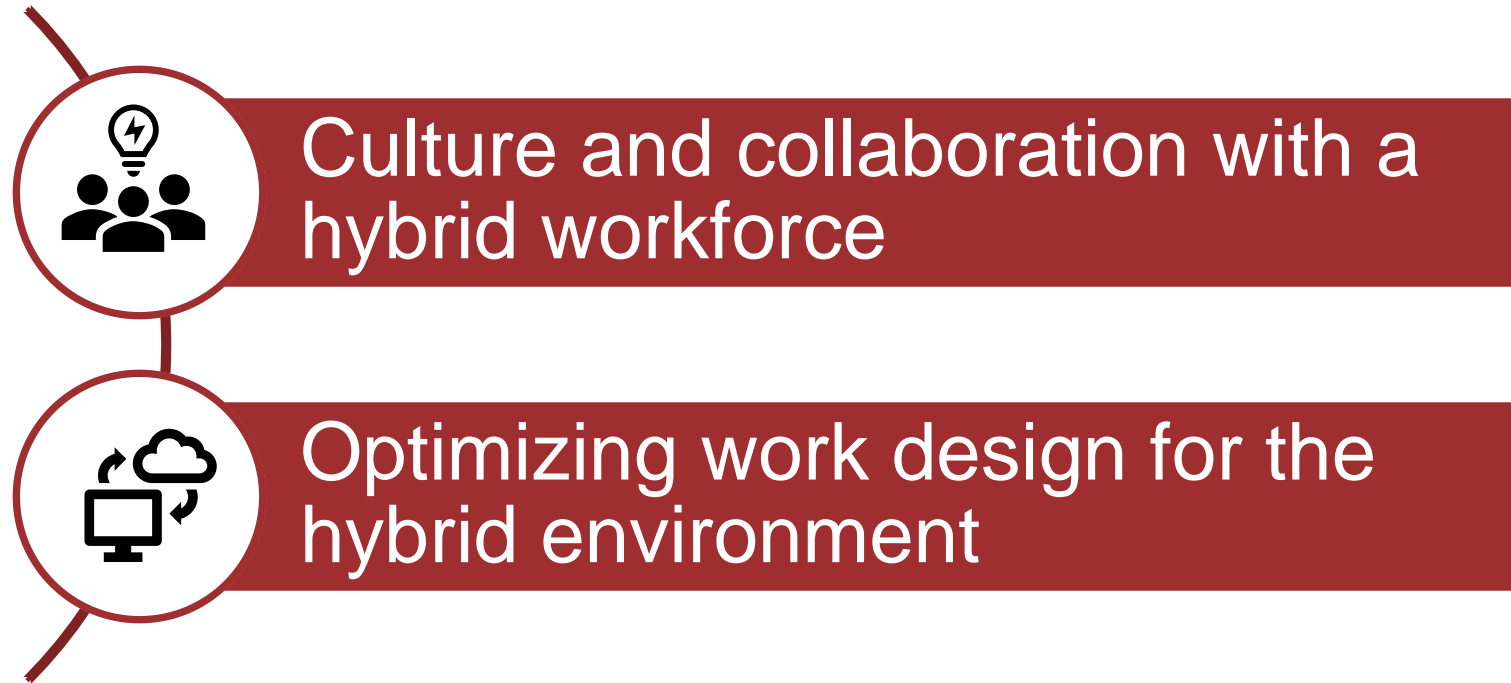 Culture and collaboration with a
hybrid workforce
Optimizing work design for the
hybrid environment